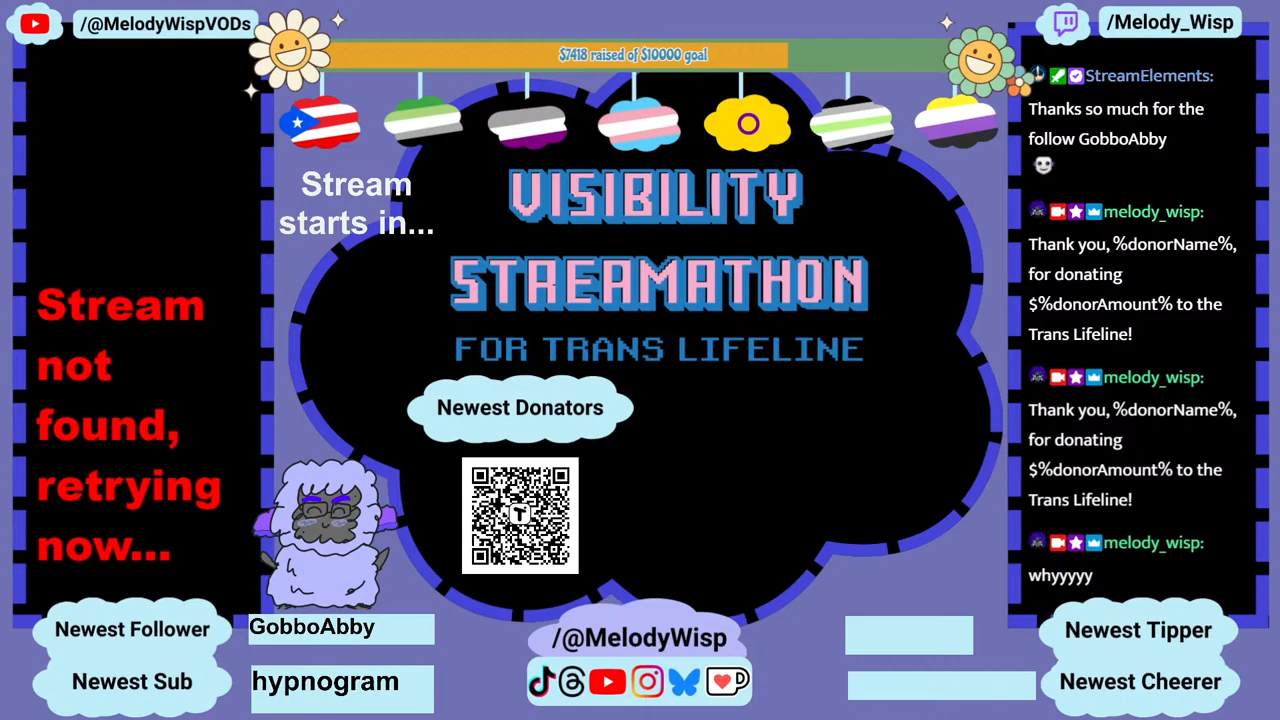 /@MelodyWispVODs
$7418 raised of $10000 goal
/Melody_Wisp
Stream
starts in...
VISIBILITY
STREAMATHON
FOR TRANS LIFELINE
Newest Donators
T
Stream
not
found,
retrying
now...
StreamElements:
Thanks so much for the
follow GobboAbby
melody_wisp:
Thank you, %donorName%,
for donating
$%donorAmount% to the
Trans Lifeline!
melody_wisp:
Thank you, %donorName%,
for donating
$%donorAmount% to the
Trans Lifeline!
melody_wisp:
whyyyyy
Newest Follower
GobboAbby
Newest Sub
hypnogram
/@MelodyWisp
Newest Tipper
Newest Cheerer